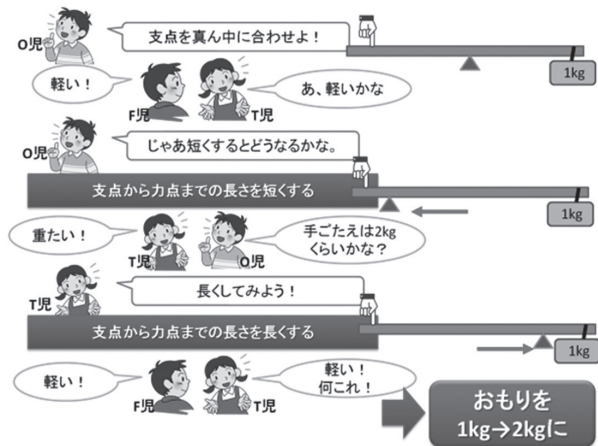 O児
支点を真ん中に合わせよ！
1kg
軽い！
F児
T児
あ、軽いかな
O児
じゃあ短くするとどうなるかな。
支点から力点までの長さを短くする
1kg
重たい！
T児
O児
手ごたえは2kg
くらいかな？
T児
長くしてみよう！
支点から力点までの長さを長くする
1kg
軽い！
F児
T児
軽い！
何これ！
おもりを
1kg→2kgに